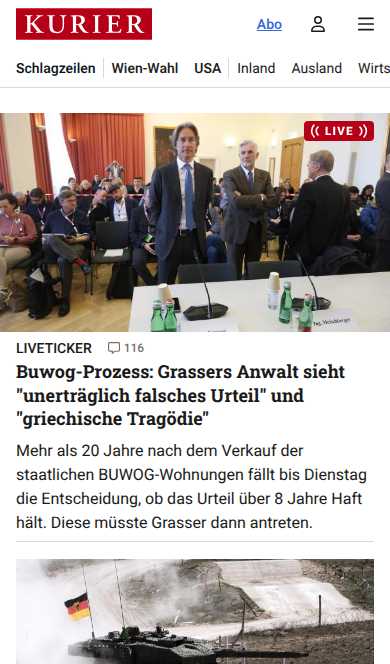 KURIER
Abo
Schlagzeilen
Wien-Wahl
USA
Inland
Ausland
Wirts
LIVE
LIVETICKER
116
Buwog-Prozess: Grassers Anwalt sieht
"unerträglich falsches Urteil" und
"griechische Tragödie"
Mehr als 20 Jahre nach dem Verkauf der
staatlichen BUWOG-Wohnungen fällt bis Dienstag
die Entscheidung, ob das Urteil über 8 Jahre Haft
hält. Diese müsste Grasser dann antreten.